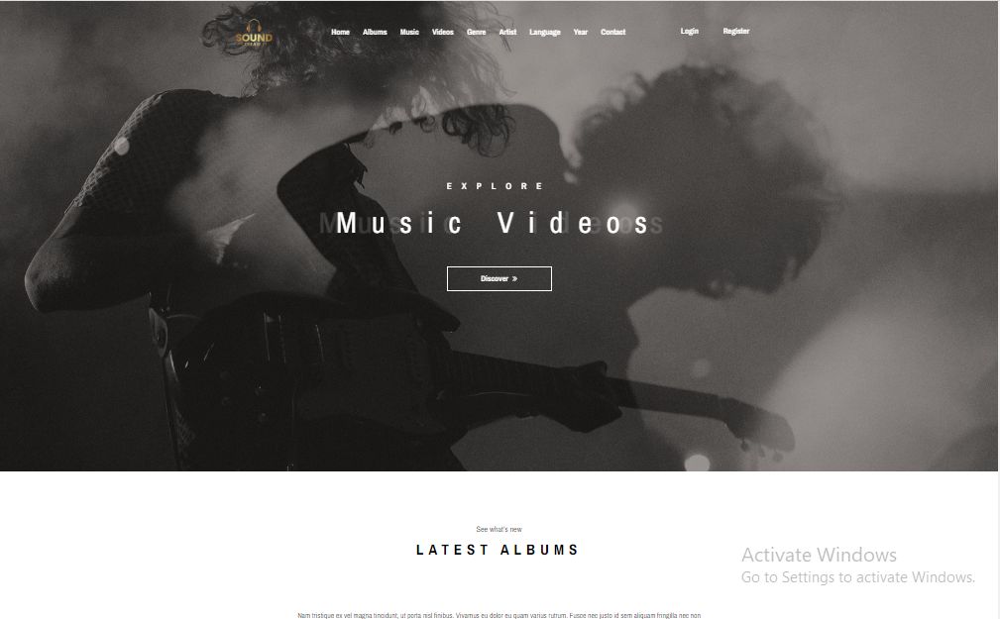 SOUND
Home Albums Music Videos Genre Artist Language Year Contact Login Register
EXPLORE
Music Videos
Discover »
See what's new
LATEST ALBUMS
Activate Windows
Go to Settings to activate Windows.
Nam tristique ex vel magna tincidunt, ut porta nisl finibus. Vivamus eu dolor eu quam varius rutrum. Fusce nec justo id sem aliquam fringilla nec non